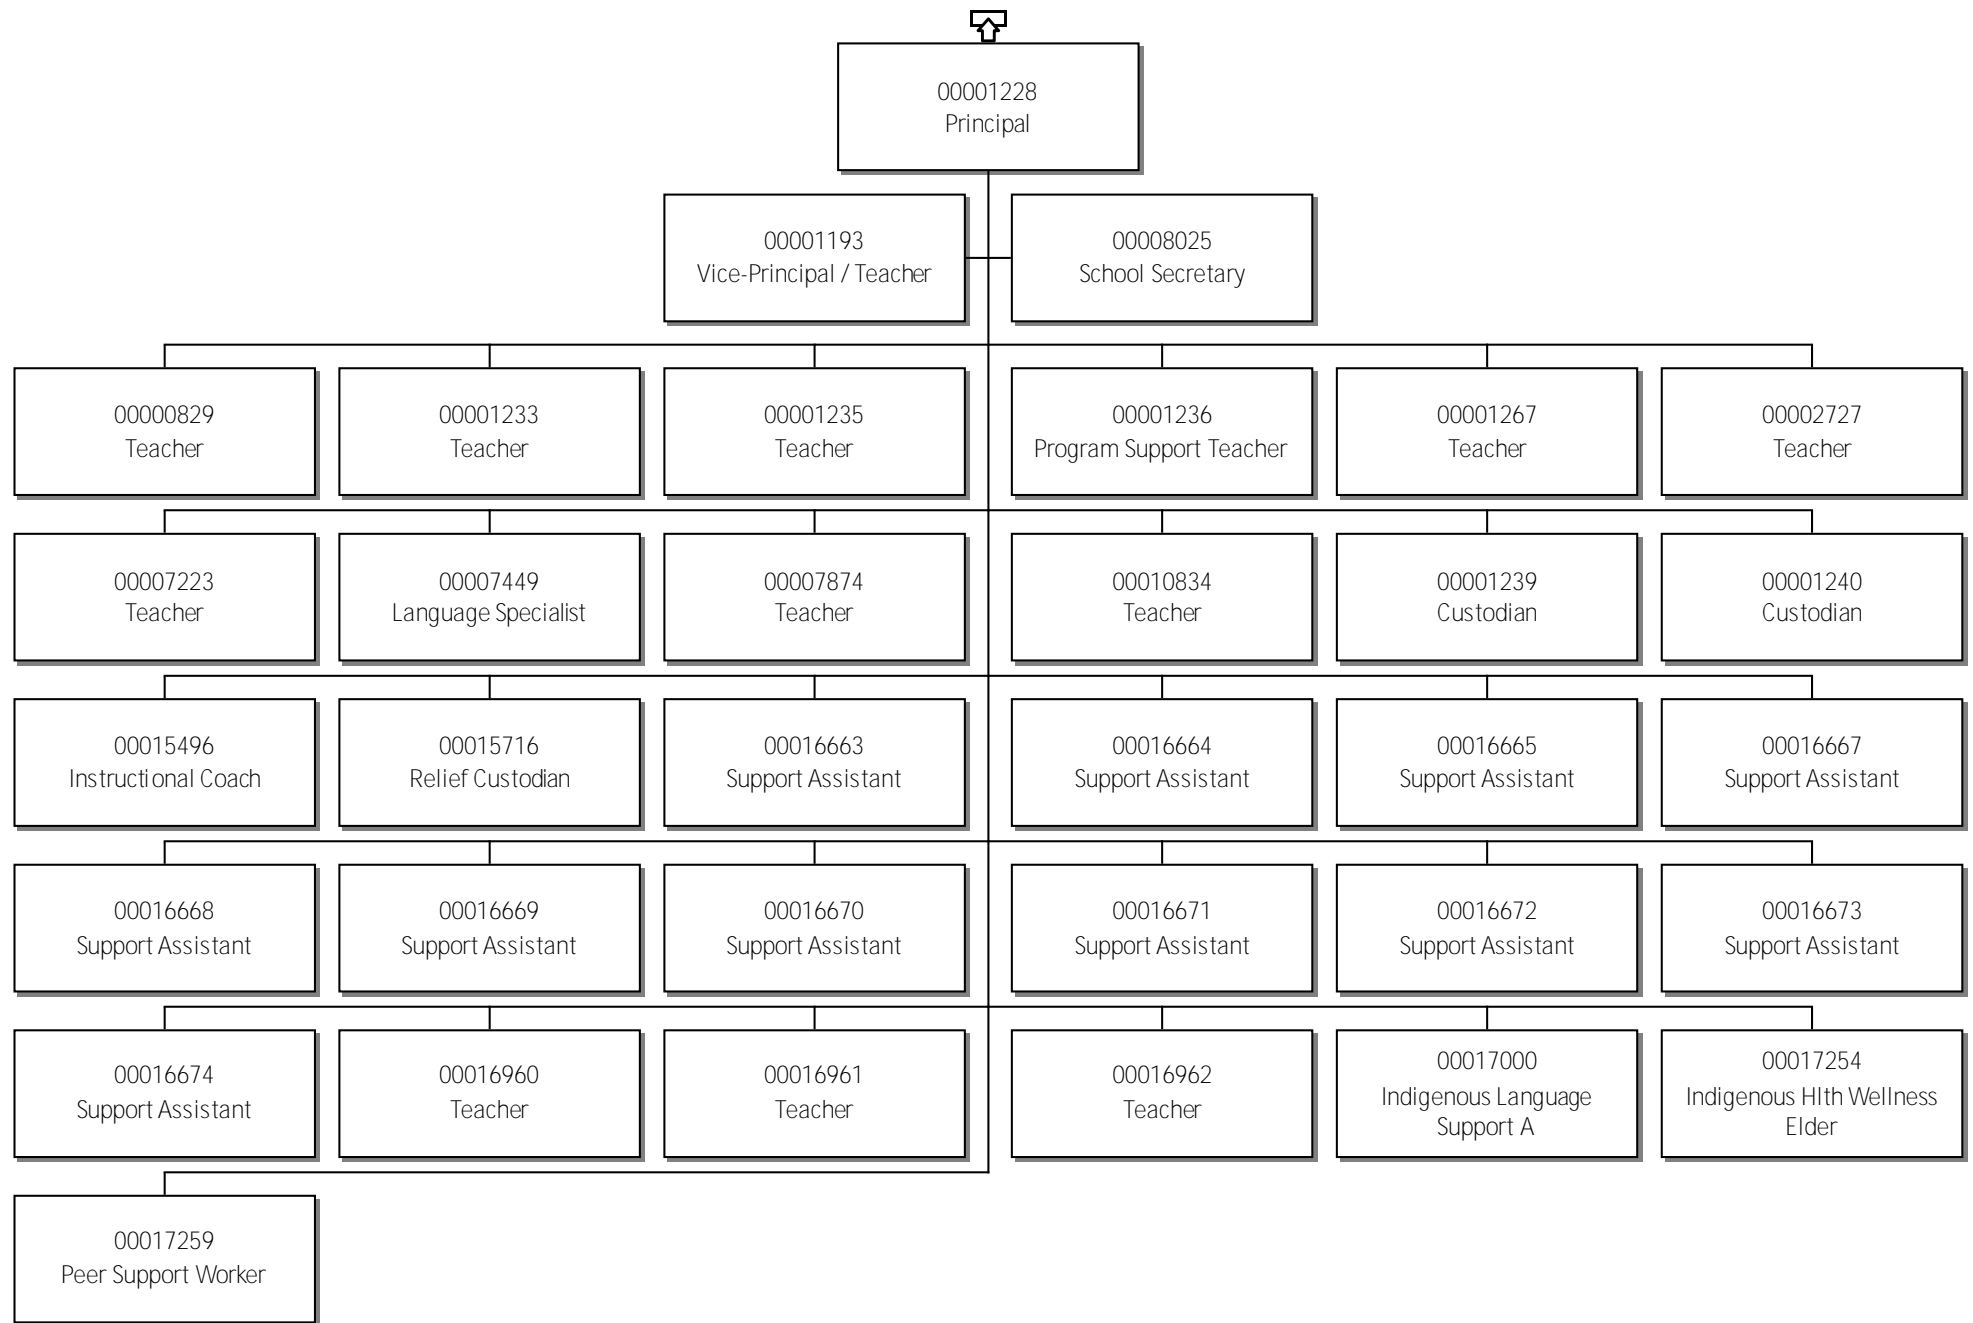 00001228
Principal
00001193
Vice-Principal / Teacher
00008025
School Secretary
00000829
Teacher
00001233
Teacher
00001235
Teacher
00001236
Program Support Teacher
00001267
Teacher
00002727
Teacher
00007223
Teacher
00007449
Language Specialist
00007874
Teacher
00010834
Teacher
00001239
Custodian
00001240
Custodian
00015496
Instructional Coach
00015716
Relief Custodian
00016663
Support Assistant
00016664
Support Assistant
00016665
Support Assistant
00016667
Support Assistant
00016668
Support Assistant
00016669
Support Assistant
00016670
Support Assistant
00016671
Support Assistant
00016672
Support Assistant
00016673
Support Assistant
00016674
Support Assistant
00016960
Teacher
00016961
Teacher
00016962
Teacher
00017000
Indigenous Language
Support A
00017254
Indigenous Hlth Wellness
Elder
00017259
Peer Support Worker